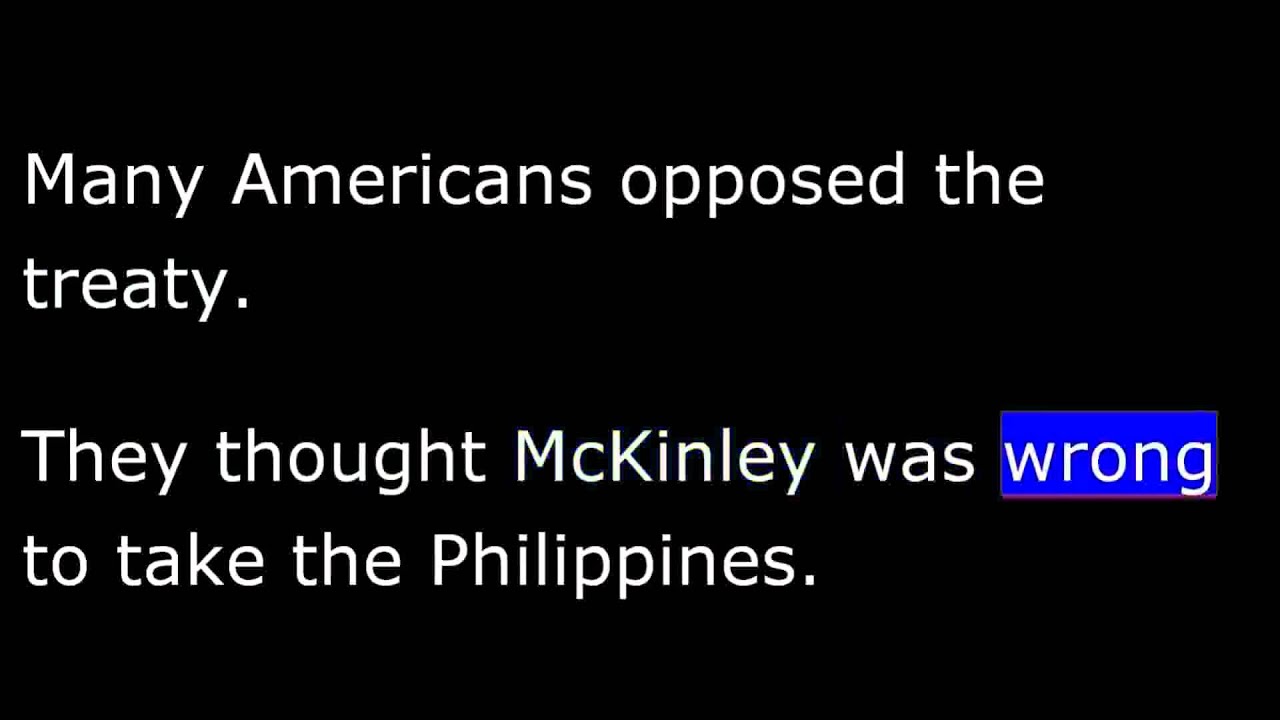 Many Americans opposed the
treaty.
They thought McKinley was wrong
to take the Philippines.